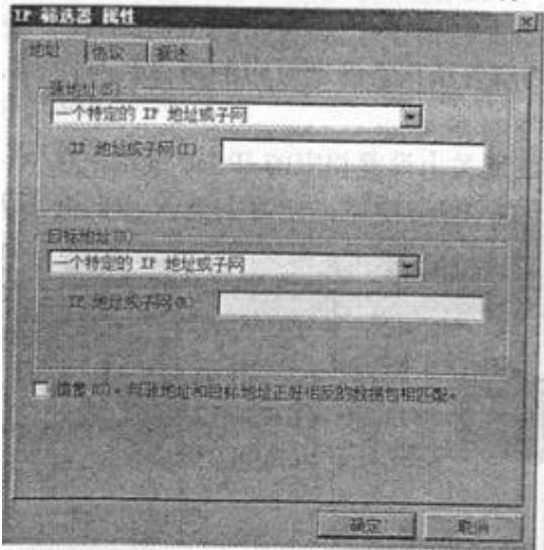 IP 筛选器 属性
地址 协议 描述
源地址(S)
一个特定的 IP 地址或子网
IP 地址或子网(I)
目标地址(D)
一个特定的 IP 地址或子网
IP 地址或子网(R)
镜像(O)。与源地址和目标地址正好相反的数据包相匹配。
确定 取消